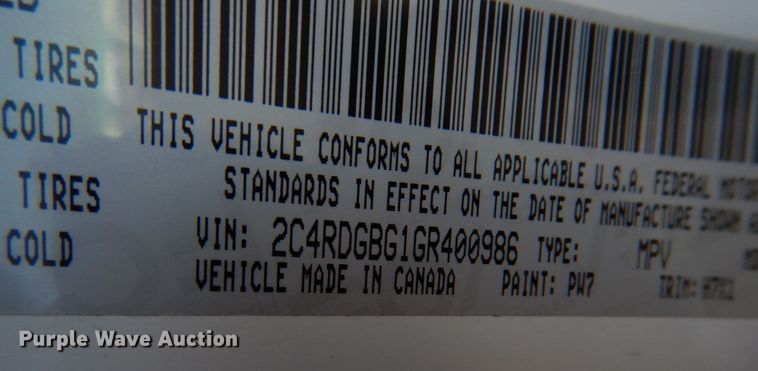 TIRES
COLD
THIS VEHICLE CONFORMS TO ALL APPLICABLE U.S.A. FEDERAL MOTOR
TIRES
STANDARDS IN EFFECT ON THE DATE OF MANUFACTURE SHOWN
COLD
VIN: 2C4RDGBG1GR400986 TYPE: MPV
VEHICLE MADE IN CANADA PAINT: PW7 TRIM:
Purple Wave Auction